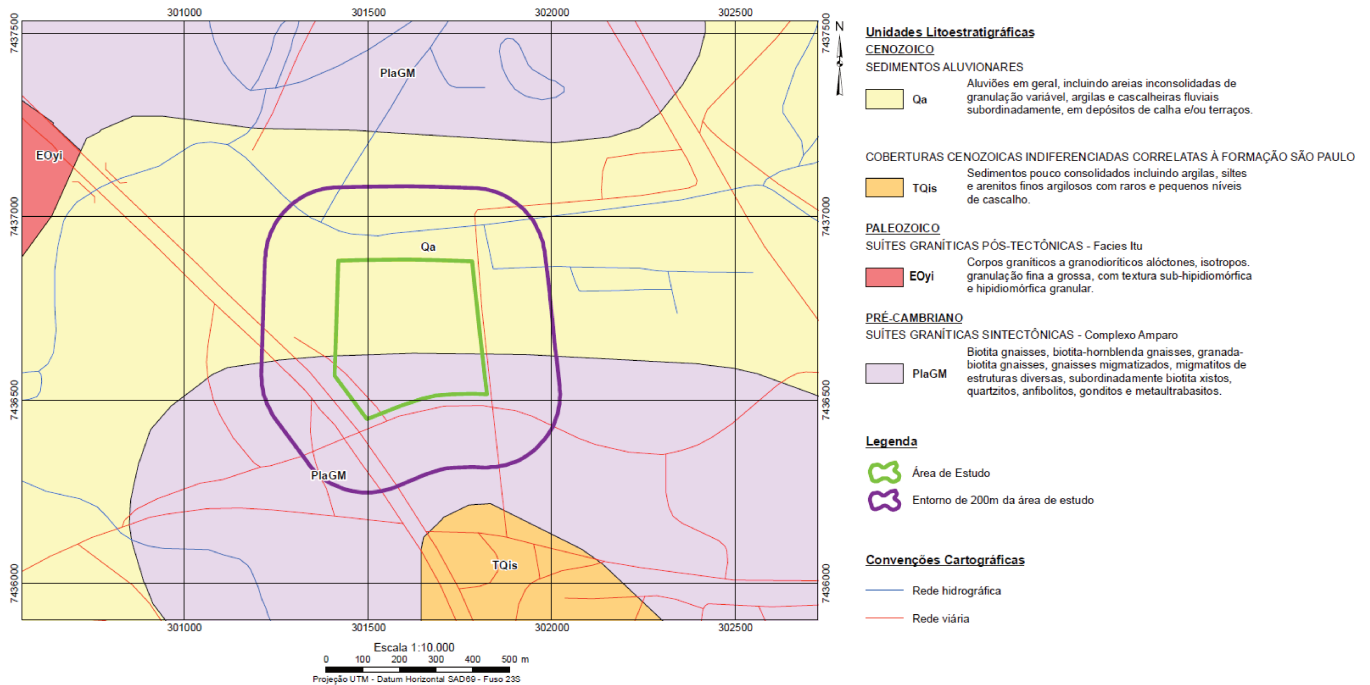 301000
301500
302000
302500
7437500
7437500
N
PlaGM
EOyi
7437000
7437000
Qa
7436500
7436500
PlaGM
TQis
7436000
7436000
301000
301500
302000
302500
Escala 1:10.000
0 100 200 300 400 500 m
Projeção UTM - Datum Horizontal SAD69 - Fuso 23S
Unidades Litoestratigráficas
CENOZOICO
SEDIMENTOS ALUVIONARES
Qa
Aluviões em geral, incluindo areias inconsolidadas de
granulação variável, argilas e cascalheiras fluviais
subordinadamente, em depósitos de calha e/ou terraços.
COBERTURAS CENOZOICAS INDIFERENCIADAS CORRELATAS À FORMAÇÃO SÃO PAULO
TQis
Sedimentos pouco consolidados incluindo argilas, siltes
e arenitos finos argilosos com raros e pequenos níveis
de cascalho.
PALEOZOICO
SUÍTES GRANÍTICAS PÓS-TECTÔNICAS - Facies Itu
EOyi
Corpos graníticos a granodioríticos alóctones, isotropos.
granulação fina a grossa, com textura sub-hipidiomórfica
e hipidiomórfica granular.
PRÉ-CAMBRIANO
SUÍTES GRANÍTICAS SINTECTÔNICAS - Complexo Amparo
PlaGM
Biotita gnaisses, biotita-hornblenda gnaisses, granada-
biotita gnaisses, gnaisses migmatizados, migmatitos de
estruturas diversas, subordinadamente biotita xistos,
quartzitos, anfibolitos, gonditos e metaultrabasitos.
Legenda
Área de Estudo
Entorno de 200m da área de estudo
Convenções Cartográficas
Rede hidrográfica
Rede viária